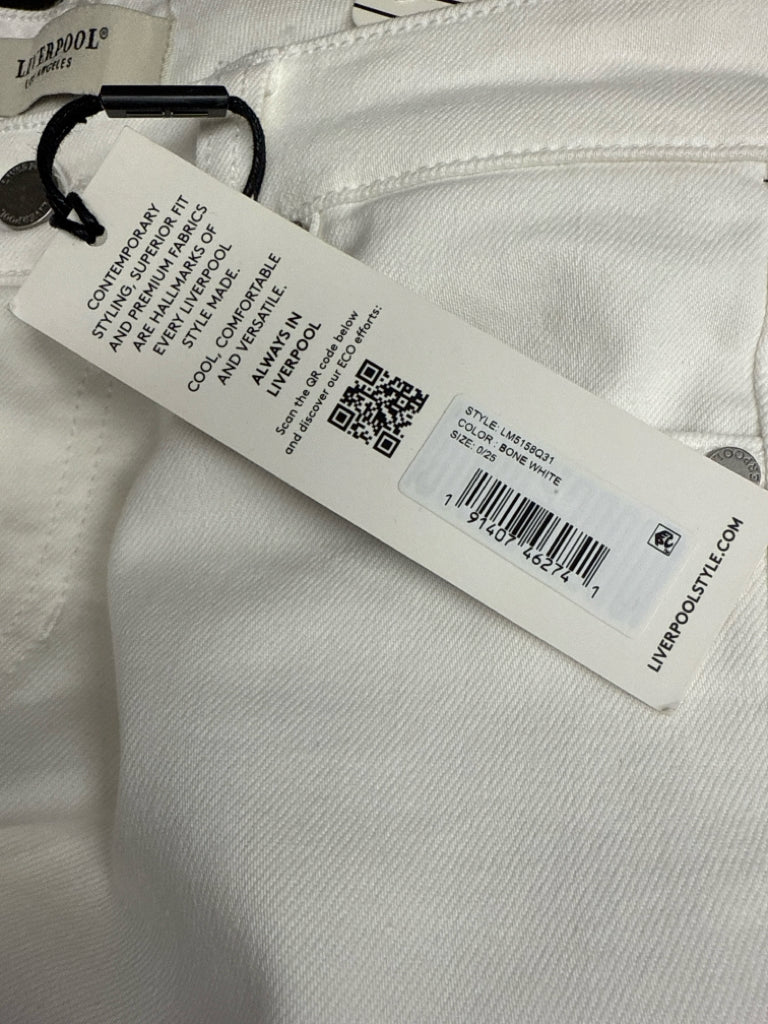 LIVERPOOL®
LOS ANGELES
CONTEMPORARY
STYLING, SUPERIOR FIT
AND PREMIUM FABRICS
ARE HALLMARKS OF
EVERY LIVERPOOL
STYLE MADE.
COOL, COMFORTABLE
AND VERSATILE.
ALWAYS IN
LIVERPOOL
Scan the QR code below
and discover our ECO efforts:
STYLE: LM5158Q31
COLOR : BONE WHITE
SIZE: 0/25
1 91407 46274 1
LIVERPOOLSTYLE.COM